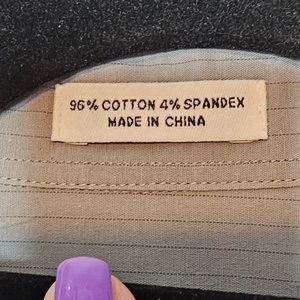 96% COTTON 4% SPANDEX
MADE IN CHINA